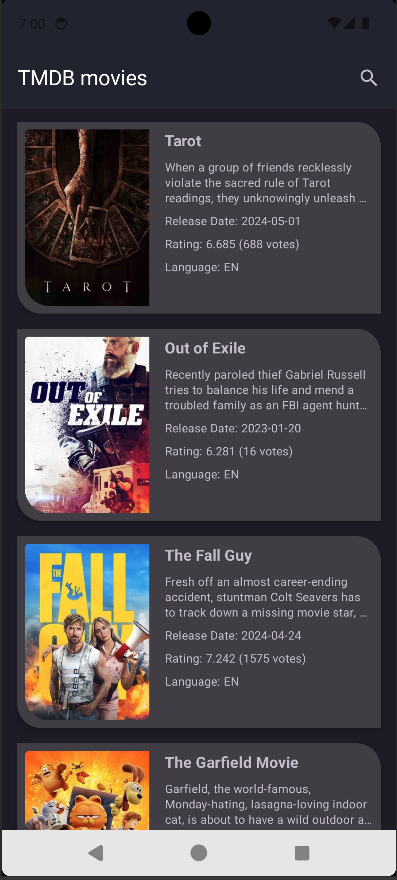 7:00
TMDB movies
TAROT
Tarot
When a group of friends recklessly
violate the sacred rule of Tarot
readings, they unknowingly unleash ...
Release Date: 2024-05-01
Rating: 6.685 (688 votes)
Language: EN
OUT OF
EXILE
Out of Exile
Recently paroled thief Gabriel Russell
tries to balance his life and mend a
troubled family as an FBI agent hunt...
Release Date: 2023-01-20
Rating: 6.281 (16 votes)
Language: EN
THE
FALL
GUY
The Fall Guy
Fresh off an almost career-ending
accident, stuntman Colt Seavers has
to track down a missing movie star, ...
Release Date: 2024-04-24
Rating: 7.242 (1575 votes)
Language: EN
The Garfield Movie
Garfield, the world-famous,
Monday-hating, lasagna-loving indoor
cat, is about to have a wild outdoor a...